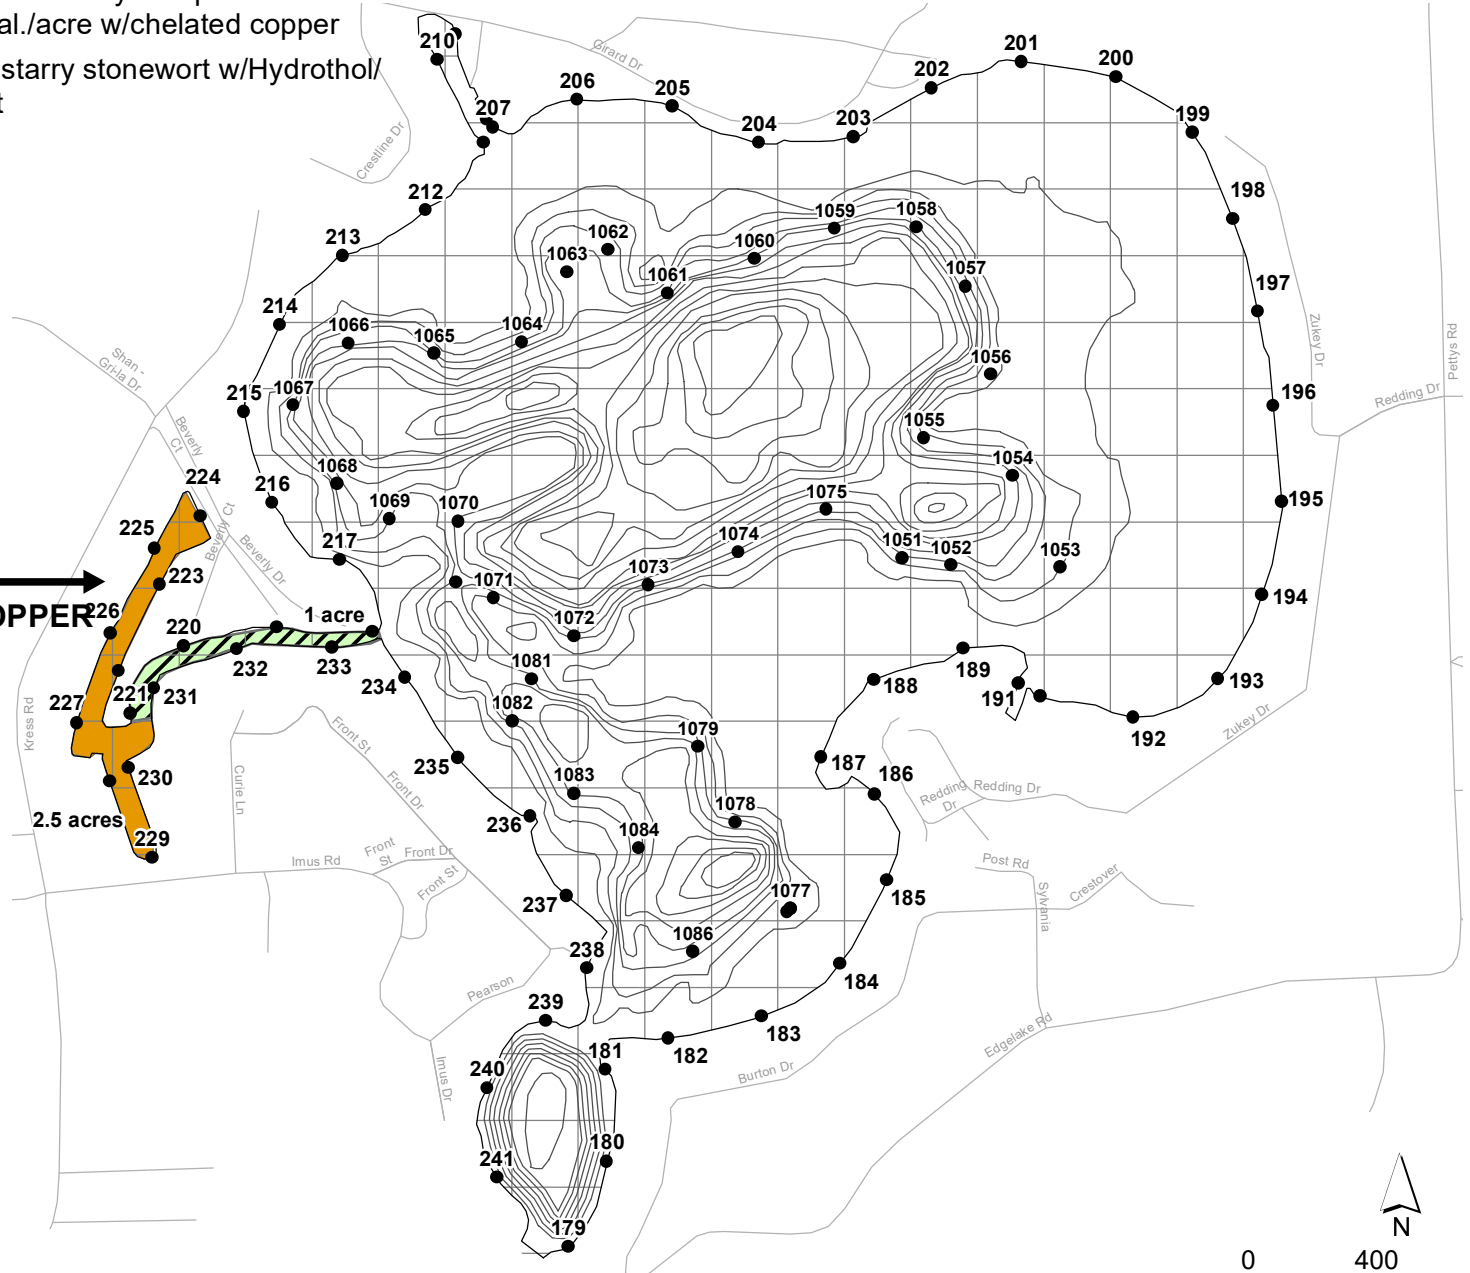 al./acre w/chelated copper
starry stonewort w/Hydrothol/
t
210
207
206
205
204
203
202
201
200
199
198
197
196
195
194
193
192
191
189
188
187
186
185
184
183
182
181
180
179
241
240
239
238
237
236
235
234
233
232
231
230
229
2.5 acres
227
226
225
224
223
221
220
1 acre
217
216
215
214
213
212
OPPER
1051
1052
1053
1054
1055
1056
1057
1058
1059
1060
1061
1062
1063
1064
1065
1066
1067
1068
1069
1070
1071
1072
1073
1074
1075
1077
1078
1079
1081
1082
1083
1084
1086
Girard Dr
Crestline Dr
Shan -
Gri-la Dr
Beverly
Ct
Beverly Ct
Beverly Dr
Kress Rd
Curie Ln
Front St
Front Dr
Imus Rd
Front
St
Front Dr
Front St
Pearson
Imus Dr
Burton Dr
Edgelake Rd
Post Rd
Sylvania
Crestover
Redding
Dr
Redding Dr
Zukey Dr
Zukey Dr
Redding Dr
Pettys Rd
N
0
400